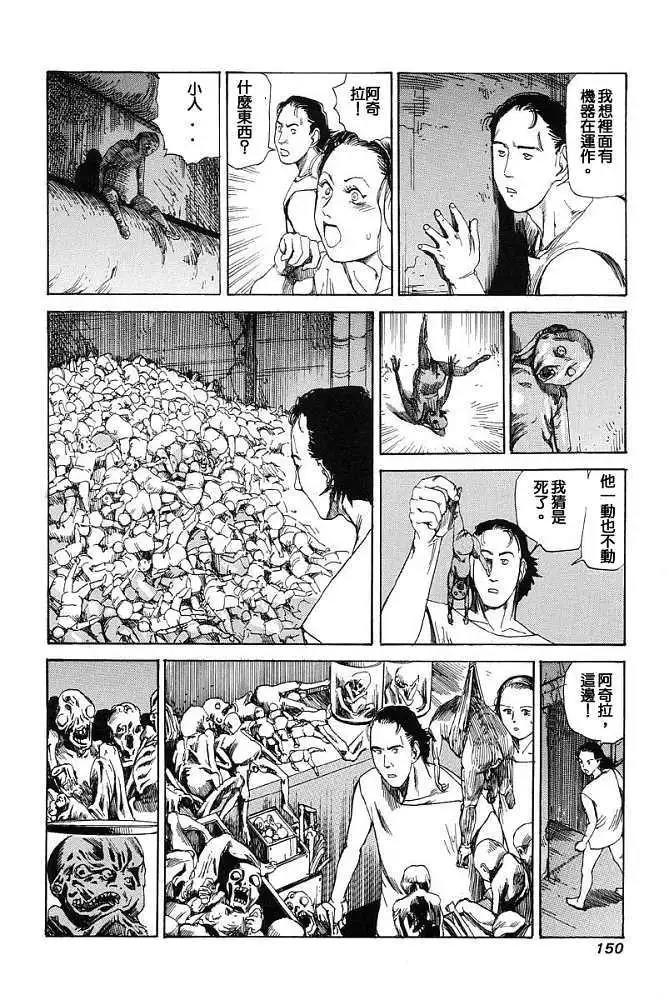 我想裡面有
機器在運作。
阿奇
拉！
什麼東西？
小人．．
他一動也不動
我猜是
死了。
阿奇拉，
這邊！
150